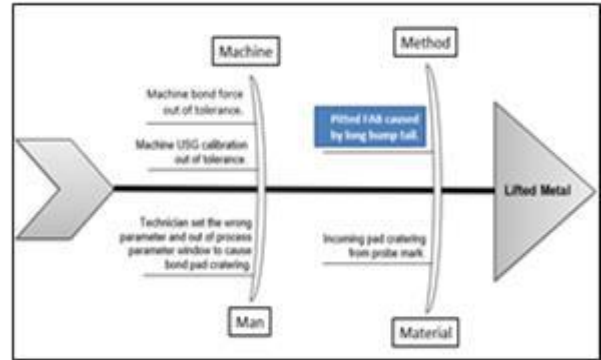 Machine
Method
Machine bond force
out of tolerance.
Pitted FAB caused
by long bump tail.
Machine USG calibration
out of tolerance.
Lifted Metal
Technician set the wrong
parameter and out of process
parameter window to cause
bond pad cratering.
Incoming pad cratering
from probe mark.
Man
Material